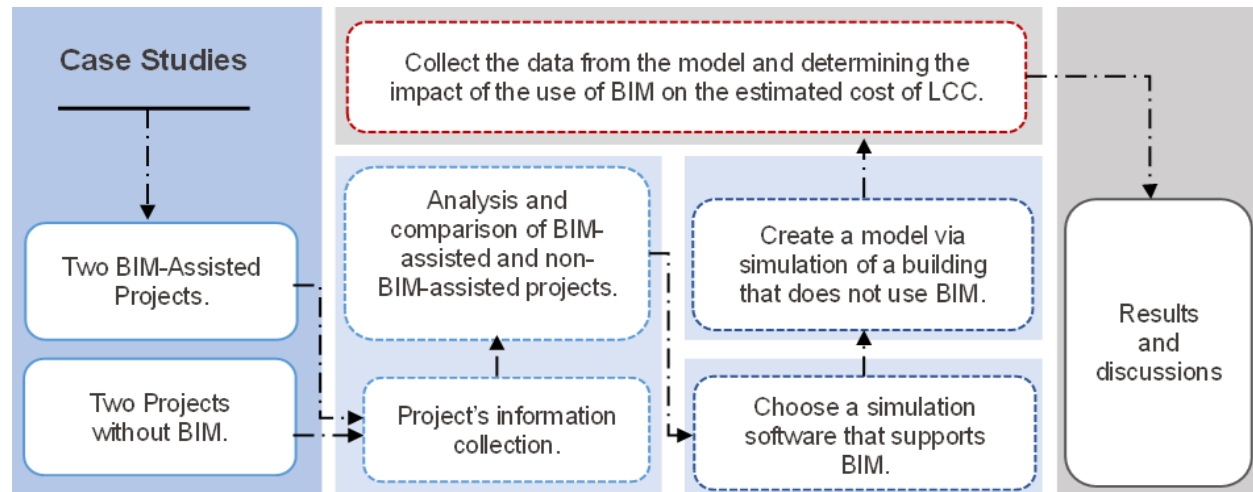 Case Studies
Two BIM-Assisted
Projects.
Two Projects
without BIM.
Project's information
collection.
Analysis and
comparison of BIM-
assisted and non-
BIM-assisted projects.
Choose a simulation
software that supports
BIM.
Create a model via
simulation of a building
that does not use BIM.
Collect the data from the model and determining the
impact of the use of BIM on the estimated cost of LCC.
Results
and
discussions